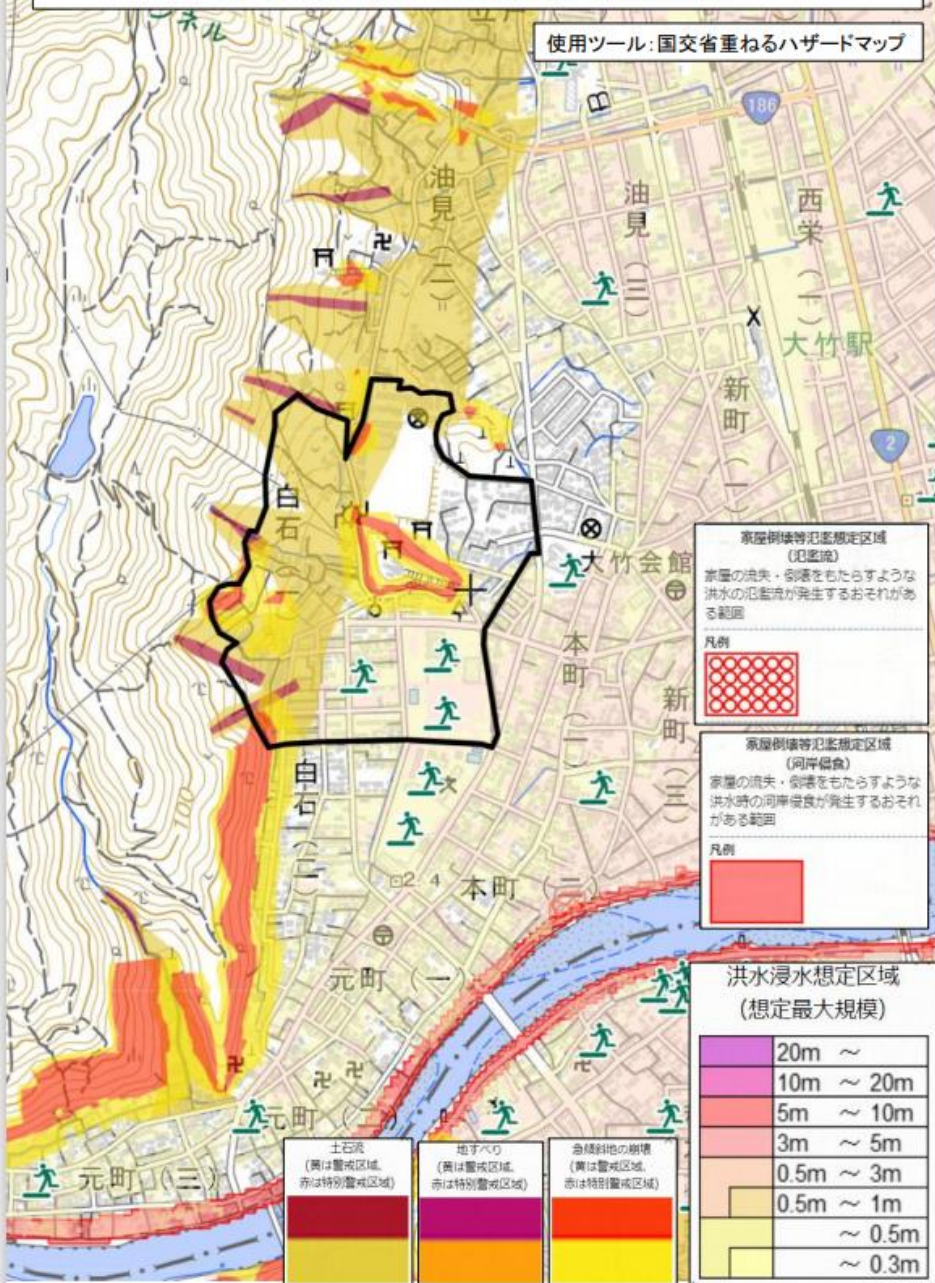 使用ツール:国交省重ねるハザードマップ
ネル
186
油見(二)
油見(三)
西栄(一)
大竹駅
新町(一)
2
白石(一)
大竹会館
本町(一)
新町(三)
白石(二)
2.4
本町(二)
元町(一)
元町(二)
元町(三)
家屋倒壊等氾濫想定区域
(氾濫流)
家屋の流失・倒壊をもたらすような
洪水の氾濫流が発生するおそれがあ
る範囲
凡例
家屋倒壊等氾濫想定区域
(河岸侵食)
家屋の流失・倒壊をもたらすような
洪水時の河岸侵食が発生するおそれ
がある範囲
凡例
洪水浸水想定区域
(想定最大規模)
20m ～
10m ～ 20m
5m ～ 10m
3m ～ 5m
0.5m ～ 3m
0.5m ～ 1m
～ 0.5m
～ 0.3m
土石流
(黄は警戒区域、
赤は特別警戒区域)
地すべり
(黄は警戒区域、
赤は特別警戒区域)
急傾斜地の崩壊
(黄は警戒区域、
赤は特別警戒区域)